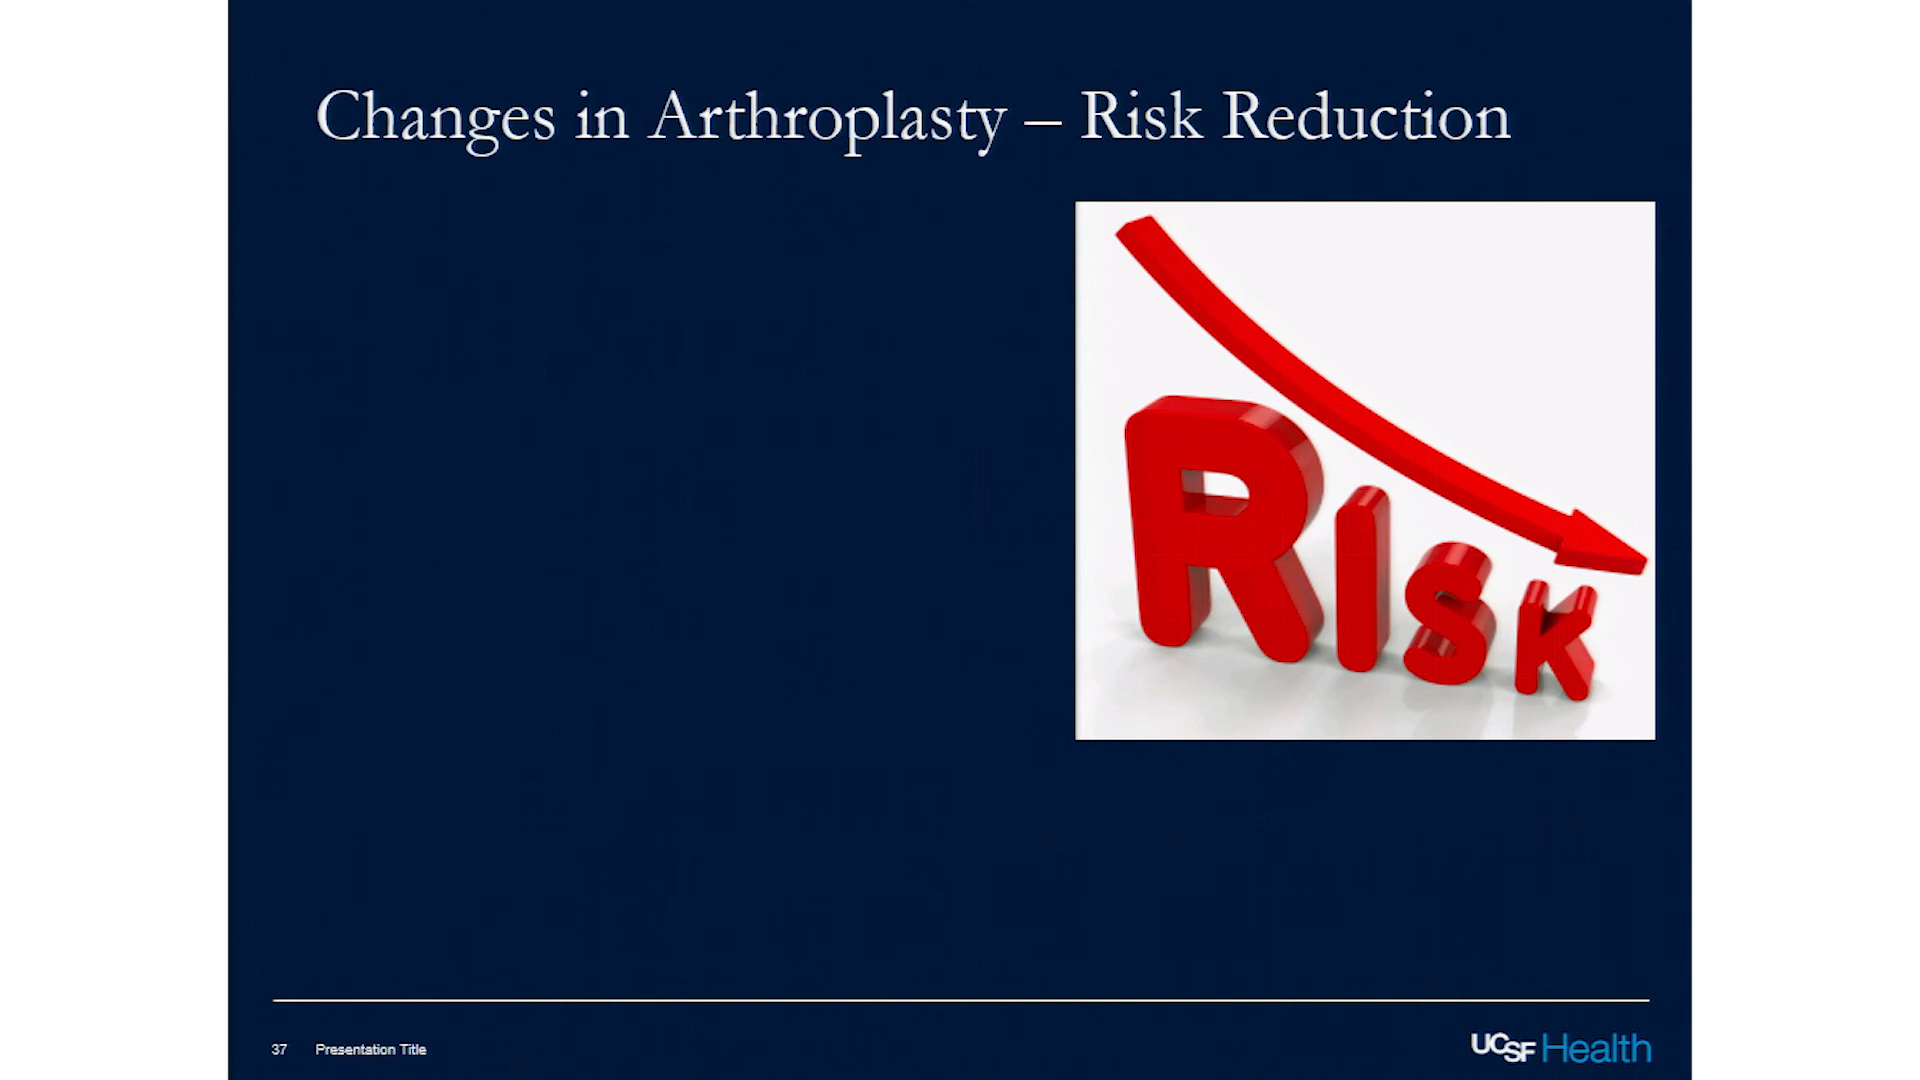 Changes in Arthroplasty – Risk Reduction
RISK
37 Presentation Title
UCSF Health